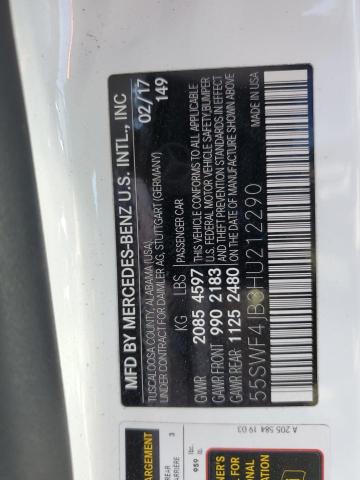 MFD BY MERCEDES-BENZ U.S. INTL., INC
TUSCALOOSA COUNTY, ALABAMA (USA)
UNDER CONTRACT FOR DAIMLER AG, STUTTGART (GERMANY)
02/17
149
KG LBS PASSENGER CAR
GVWR 2085 4597 THIS VEHICLE CONFORMS TO ALL APPLICABLE
GAWR FRONT 990 2183 U.S. FEDERAL MOTOR VEHICLE SAFETY, BUMPER
GAWR REAR 1125 2480 AND THEFT PREVENTION STANDARDS IN EFFECT
ON THE DATE OF MANUFACTURE SHOWN ABOVE.
55SWF4JB3HU212290 MADE IN USA
A 205 584 19 03
3
959